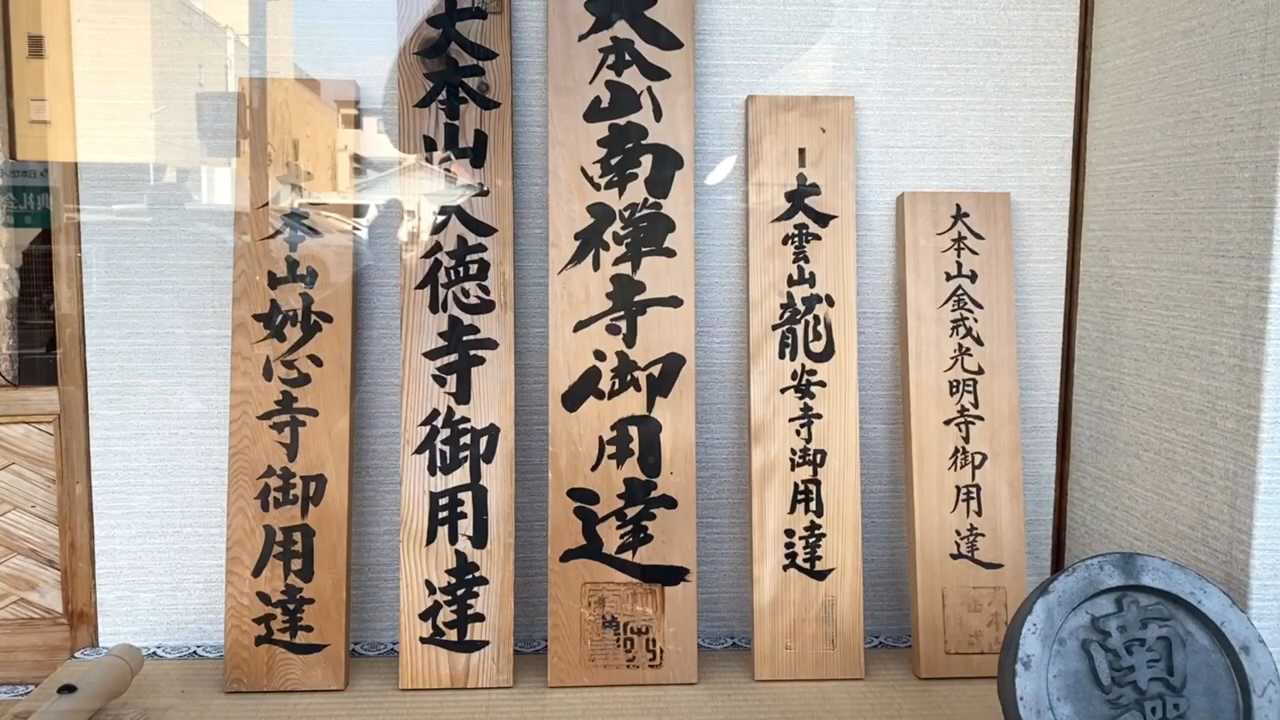 大本山妙心寺御用達
大本山大徳寺御用達
大本山南禅寺御用達
大雲山龍安寺御用達
大本山金戒光明寺御用達
南